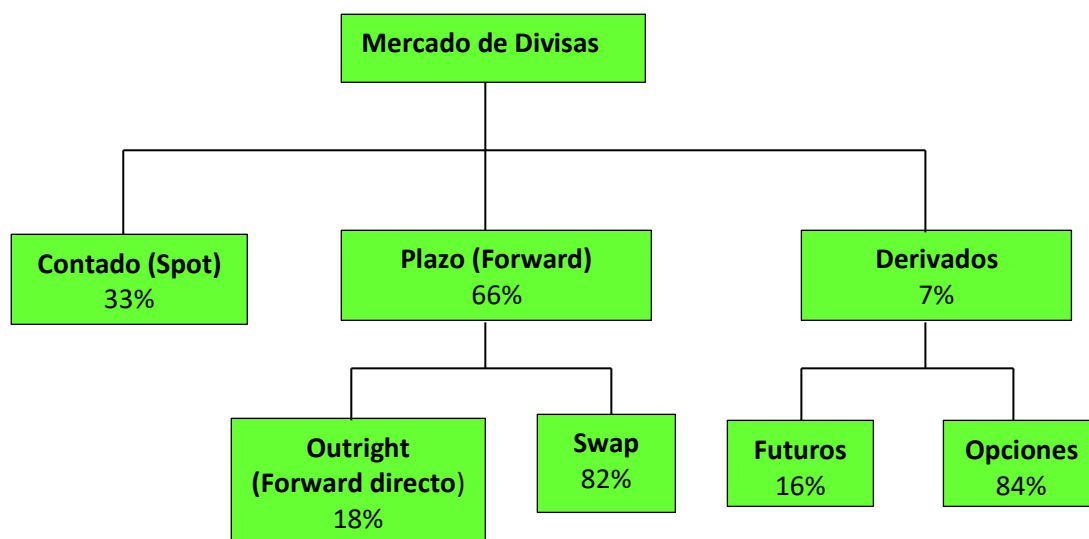 Mercado de Divisas
Contado (Spot)
33%
Plazo (Forward)
66%
Derivados
7%
Outright
(Forward directo)
18%
Swap
82%
Futuros
16%
Opciones
84%